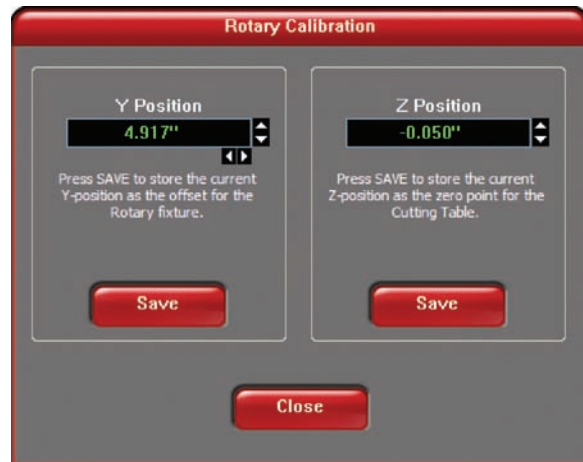 Rotary Calibration
Y Position
4.917"
Press SAVE to store the current
Y-position as the offset for the
Rotary fixture.
Save
Z Position
-0.050"
Press SAVE to store the current
Z-position as the zero point for the
Cutting Table.
Save
Close